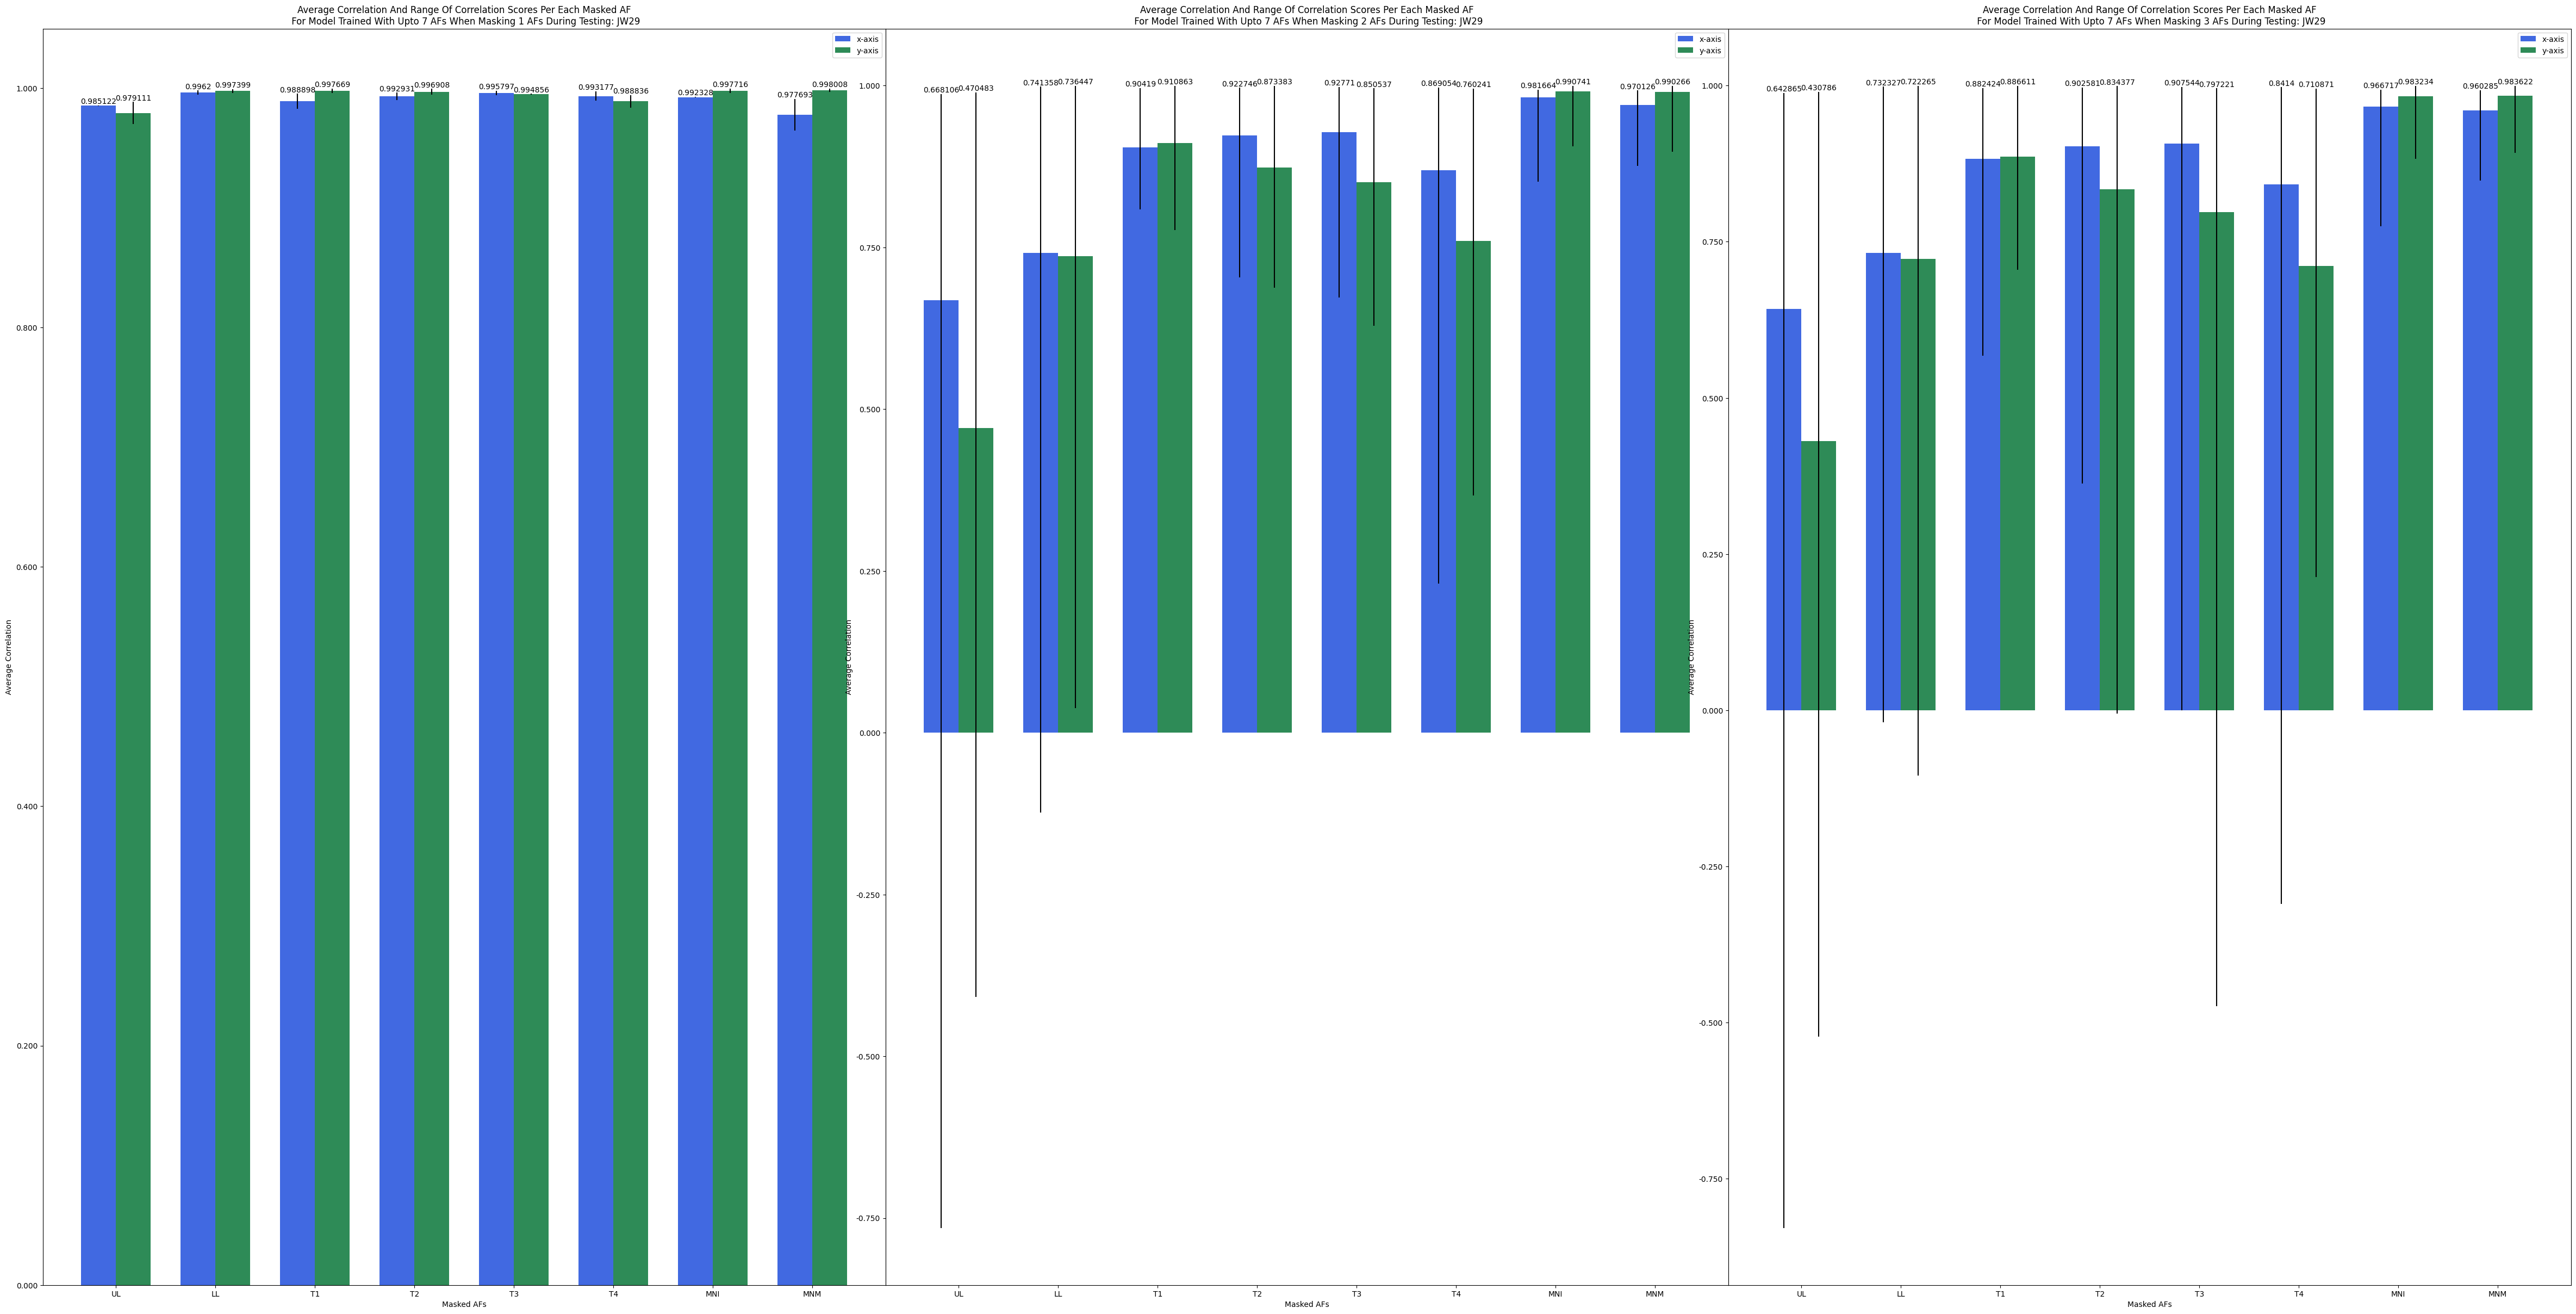 Average Correlation And Range Of Correlation Scores Per Each Masked AF
For Model Trained With Upto 7 AFs When Masking 1 AFs During Testing: JW29
x-axis
y-axis
0.985122
0.979111
0.9962
0.997399
0.988898
0.997669
0.992931
0.996908
0.995797
0.994856
0.993177
0.988836
0.992328
0.997716
0.977693
0.998008
1.000
0.800
0.600
0.400
0.200
0.000
Average Correlation
UL
LL
T1
T2
T3
T4
MNI
MNM
Masked AFs
Average Correlation And Range Of Correlation Scores Per Each Masked AF
For Model Trained With Upto 7 AFs When Masking 2 AFs During Testing: JW29
x-axis
y-axis
0.668106
0.470483
0.741358
0.736447
0.90419
0.910863
0.922746
0.873383
0.92771
0.850537
0.869054
0.760241
0.981664
0.990741
0.970126
0.990266
1.000
0.750
0.500
0.250
0.000
-0.250
-0.500
-0.750
Average Correlation
UL
LL
T1
T2
T3
T4
MNI
MNM
Masked AFs
Average Correlation And Range Of Correlation Scores Per Each Masked AF
For Model Trained With Upto 7 AFs When Masking 3 AFs During Testing: JW29
x-axis
y-axis
0.642865
0.430786
0.732327
0.722265
0.882424
0.886611
0.902581
0.834377
0.907544
0.797221
0.8414
0.710871
0.966717
0.983234
0.960285
0.983622
1.000
0.750
0.500
0.250
0.000
-0.250
-0.500
-0.750
Average Correlation
UL
LL
T1
T2
T3
T4
MNI
MNM
Masked AFs